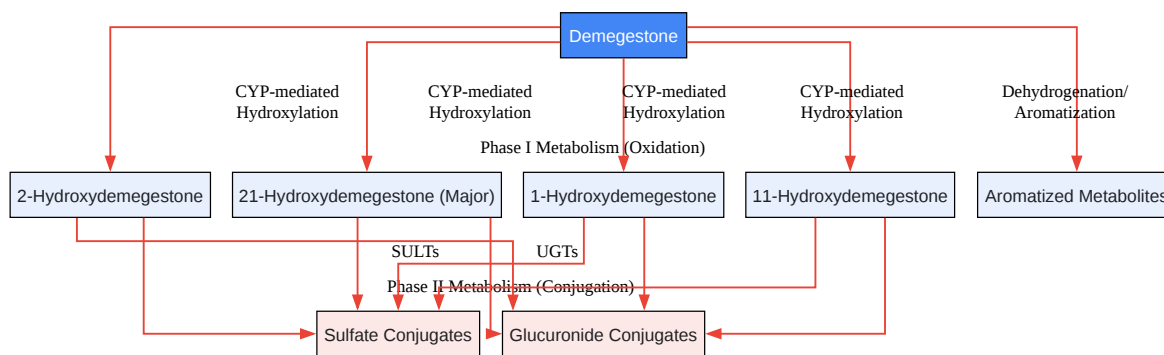 Demegestone
CYP-mediated
Hydroxylation
CYP-mediated
Hydroxylation
CYP-mediated
Hydroxylation
CYP-mediated
Hydroxylation
Dehydrogenation/
Aromatization
Phase I Metabolism (Oxidation)
2-Hydroxydemegestone
21-Hydroxydemegestone (Major)
1-Hydroxydemegestone
11-Hydroxydemegestone
Aromatized Metabolites
SULTs
UGTs
Phase II Metabolism (Conjugation)
Sulfate Conjugates
Glucuronide Conjugates